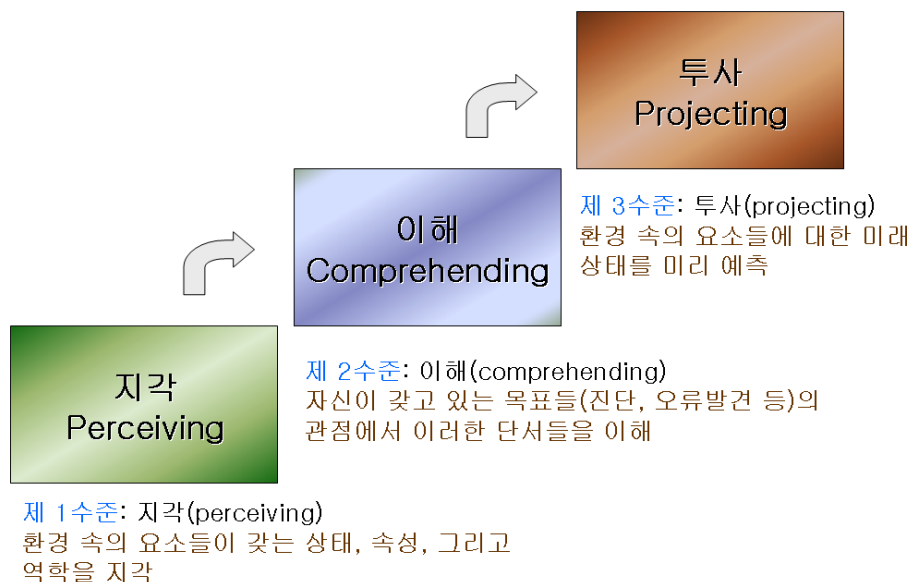 투사
Projecting
제 3수준: 투사(projecting)
환경 속의 요소들에 대한 미래
상태를 미리 예측
이해
Comprehending
제 2수준: 이해(comprehending)
자신이 갖고 있는 목표들(진단, 오류발견 등)의
관점에서 이러한 단서들을 이해
지각
Perceiving
제 1수준: 지각(perceiving)
환경 속의 요소들이 갖는 상태, 속성, 그리고
역학을 지각